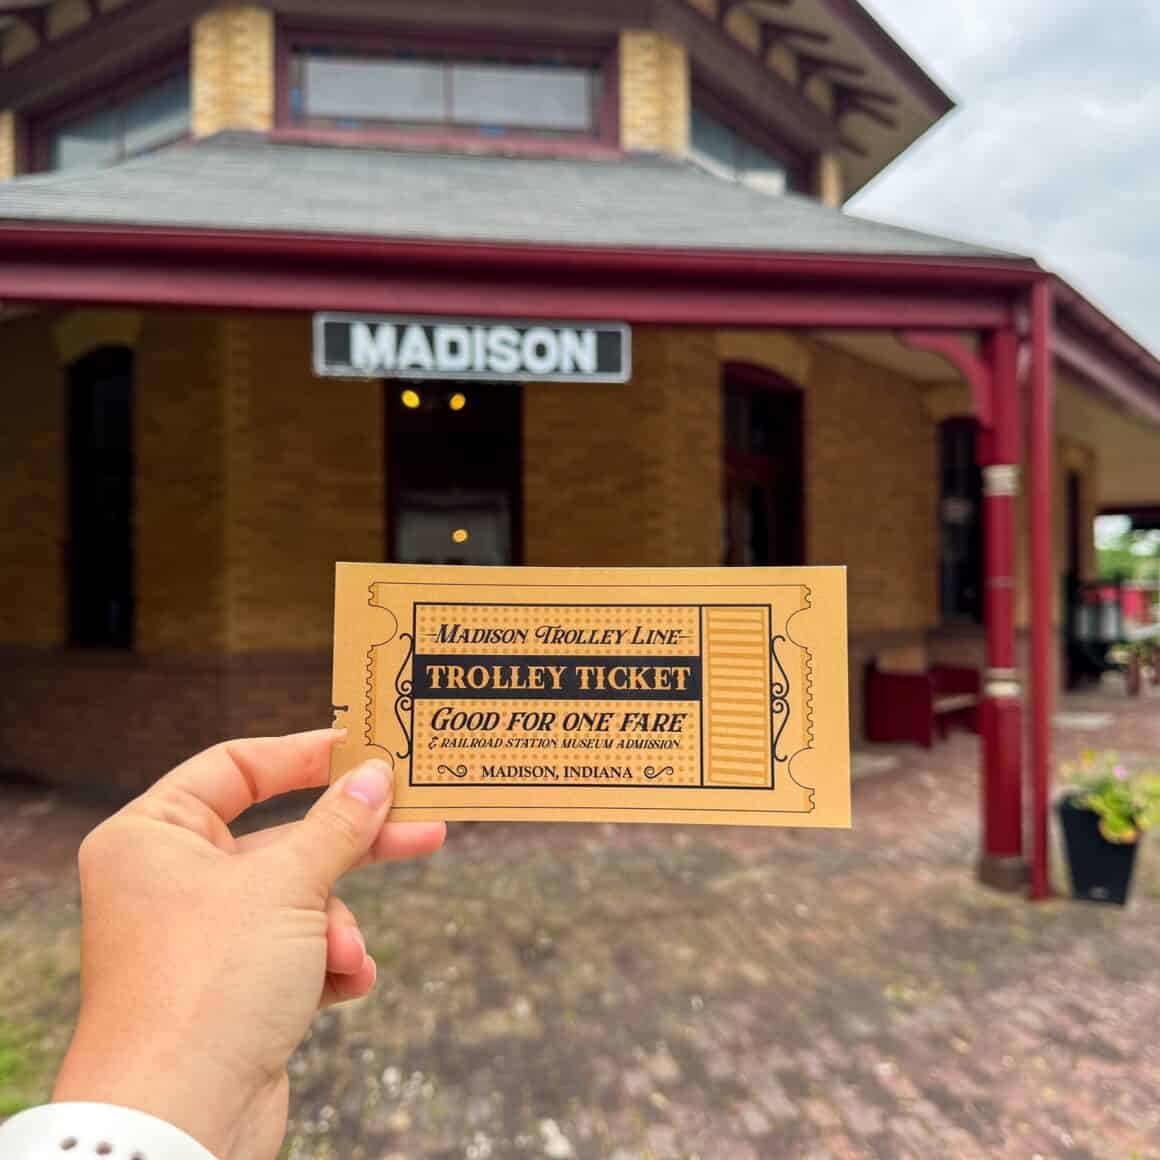 MADISON
MADISON TROLLEY LINE
TROLLEY TICKET
GOOD FOR ONE FARE
& RAILROAD STATION MUSEUM ADMISSION
MADISON, INDIANA